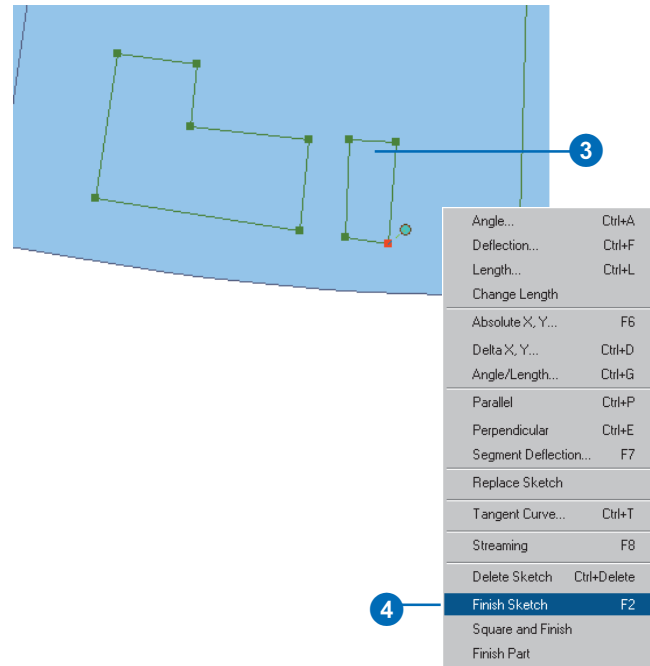 3
Angle... Ctrl+A
Deflection... Ctrl+F
Length... Ctrl+L
Change Length
Absolute X, Y... F6
Delta X, Y... Ctrl+D
Angle/Length... Ctrl+G
Parallel Ctrl+P
Perpendicular Ctrl+E
Segment Deflection... F7
Replace Sketch
Tangent Curve... Ctrl+T
Streaming F8
Delete Sketch Ctrl+Delete
4 Finish Sketch F2
Square and Finish
Finish Part